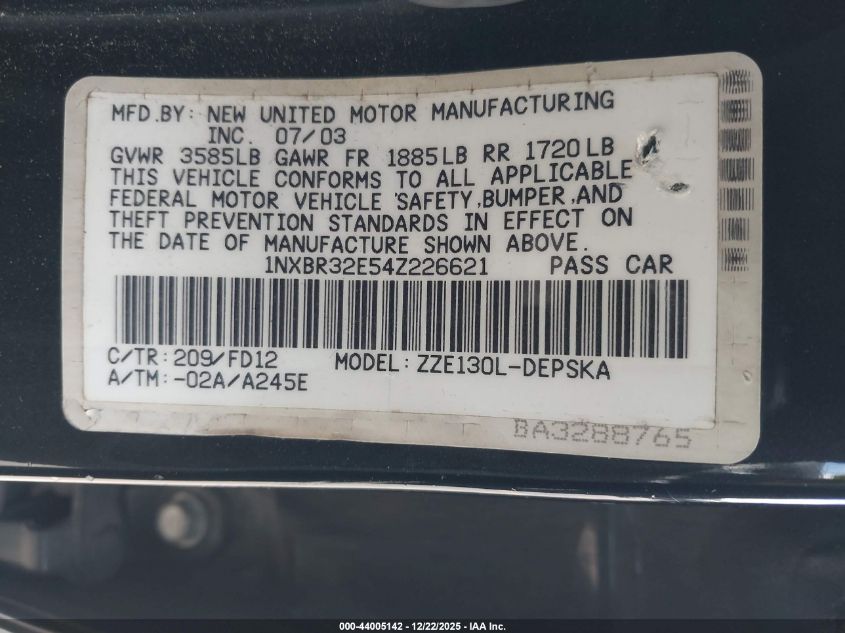 MFD.BY: NEW UNITED MOTOR MANUFACTURING
INC. 07/03
GVWR 3585LB GAWR FR 1885LB RR 1720LB
THIS VEHICLE CONFORMS TO ALL APPLICABLE
FEDERAL MOTOR VEHICLE SAFETY,BUMPER,AND
THEFT PREVENTION STANDARDS IN EFFECT ON
THE DATE OF MANUFACTURE SHOWN ABOVE.
1NXBR32E54Z226621 PASS CAR
C/TR:209/FD12 MODEL:ZZE130L-DEPSKA
A/TM:-02A/A245E
BA3288765
000-44005142 - 12/22/2025 - IAA Inc.